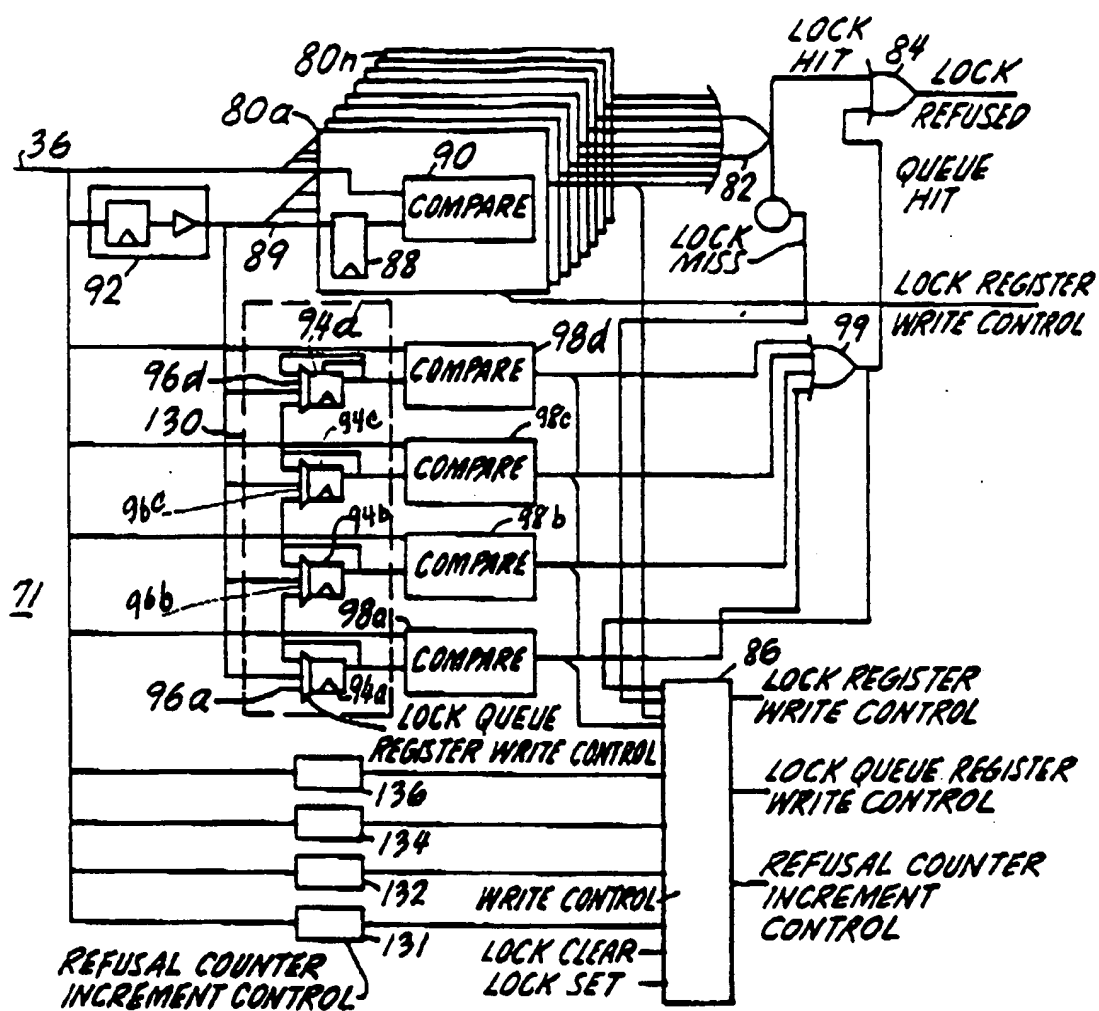 LOCK
HIT
84
LOCK
REFUSED
80n
80a
36
90
COMPARE
82
QUEUE
HIT
LOCK
MISS
92
89
88
LOCK REGISTER
WRITE CONTROL
94d
98d
99
COMPARE
96d
130
94c
98c
COMPARE
96c
94b
98b
COMPARE
71
96b
98a
COMPARE
86
96a
94a
LOCK REGISTER
WRITE CONTROL
LOCK QUEUE
REGISTER WRITE CONTROL
136
LOCK QUEUE REGISTER
WRITE CONTROL
134
132
WRITE CONTROL
REFUSAL COUNTER
INCREMENT
CONTROL
131
REFUSAL COUNTER
INCREMENT CONTROL
LOCK CLEAR
LOCK SET